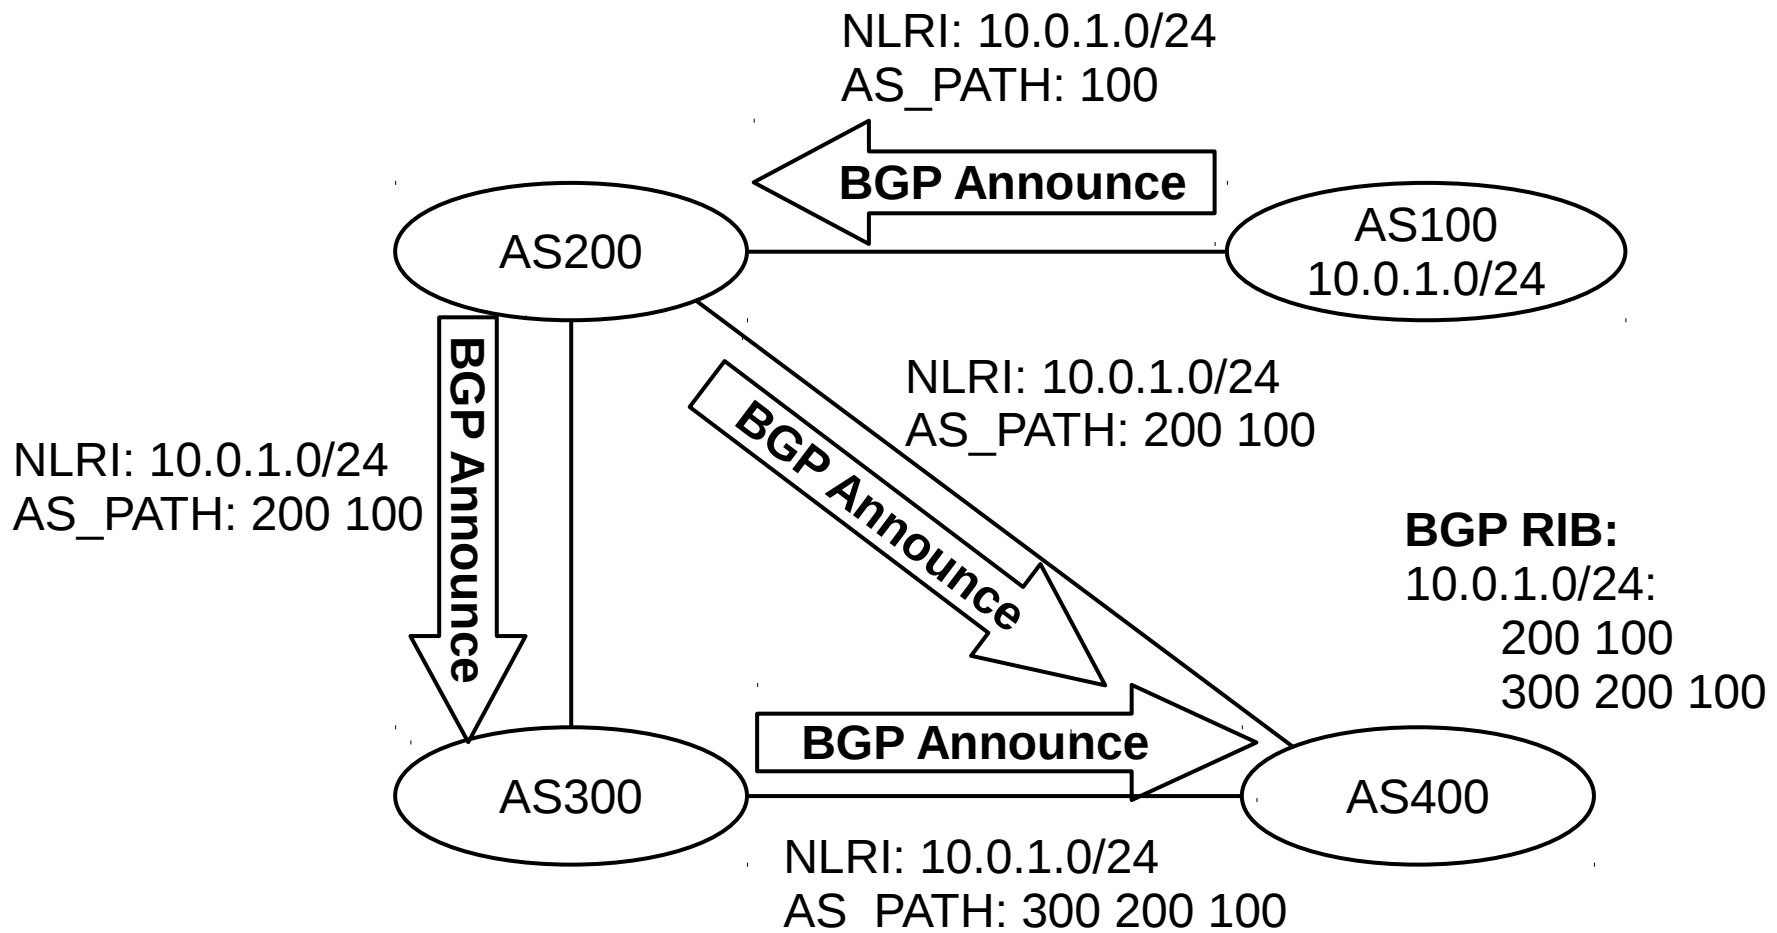 NLRI: 10.0.1.0/24
AS_PATH: 100
BGP Announce
AS200
AS100
10.0.1.0/24
BGP Announce
NLRI: 10.0.1.0/24
AS_PATH: 200 100
BGP Announce
NLRI: 10.0.1.0/24
AS_PATH: 200 100
BGP RIB:
10.0.1.0/24:
200 100
300 200 100
BGP Announce
AS300
AS400
NLRI: 10.0.1.0/24
AS_PATH: 300 200 100